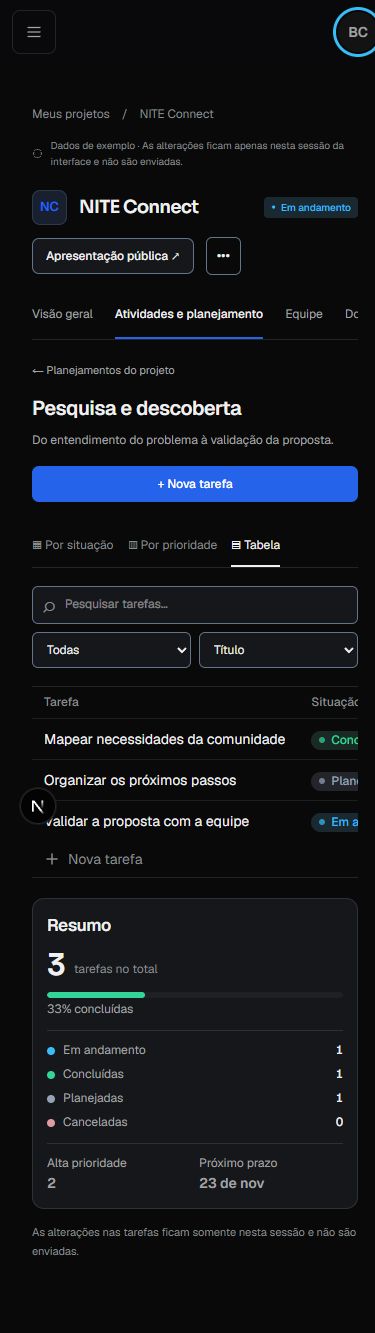 BC
Meus projetos / NITE Connect
Dados de exemplo · As alterações ficam apenas nesta sessão da
interface e não são enviadas.
NC NITE Connect • Em andamento
Apresentação pública ↗ •••
Visão geral Atividades e planejamento Equipe Do
← Planejamentos do projeto
Pesquisa e descoberta
Do entendimento do problema à validação da proposta.
+ Nova tarefa
Por situação Por prioridade Tabela
Pesquisar tarefas...
Todas Título
Tarefa Situação
Mapear necessidades da comunidade Conc
Organizar os próximos passos Plan
N
Validar a proposta com a equipe Em a
+ Nova tarefa
Resumo
3 tarefas no total
33% concluídas
Em andamento 1
Concluídas 1
Planejadas 1
Canceladas 0
Alta prioridade Próximo prazo
2 23 de nov
As alterações nas tarefas ficam somente nesta sessão e não são
enviadas.